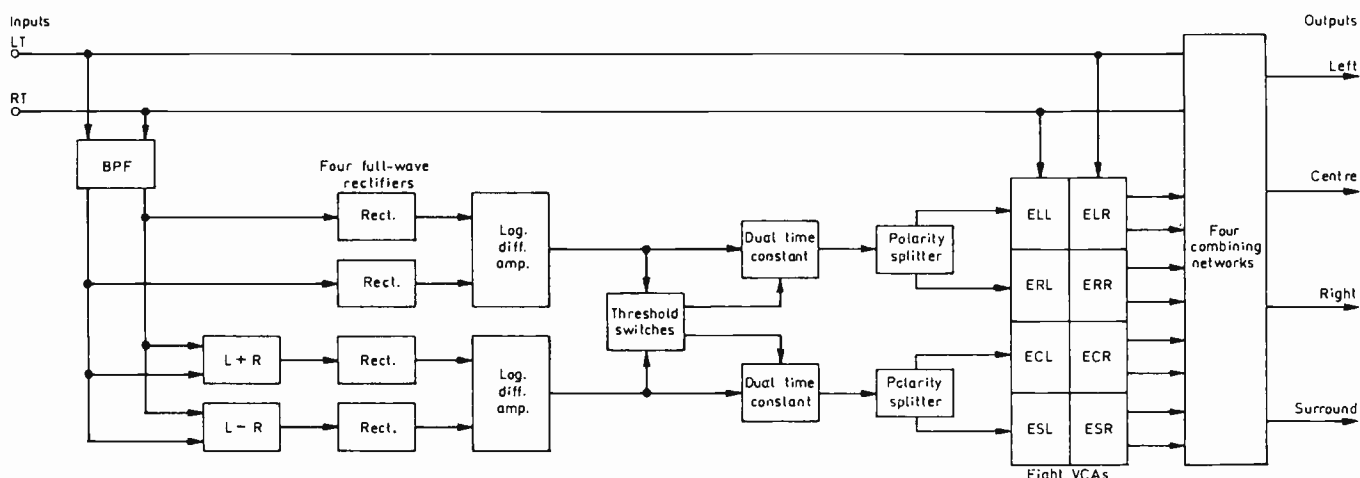 Inputs
LT
RT
BPF
Four full-wave
rectifiers
Rect.
Rect.
L + R
Rect.
L − R
Rect.
Log.
diff.
amp.
Log.
diff.
amp.
Threshold
switches
Dual time
constant
Dual time
constant
Polarity
splitter
Polarity
splitter
ELL
ELR
ERL
ERR
ECL
ECR
ESL
ESR
Eight VCAs
Four
combining
networks
Outputs
Left
Centre
Right
Surround